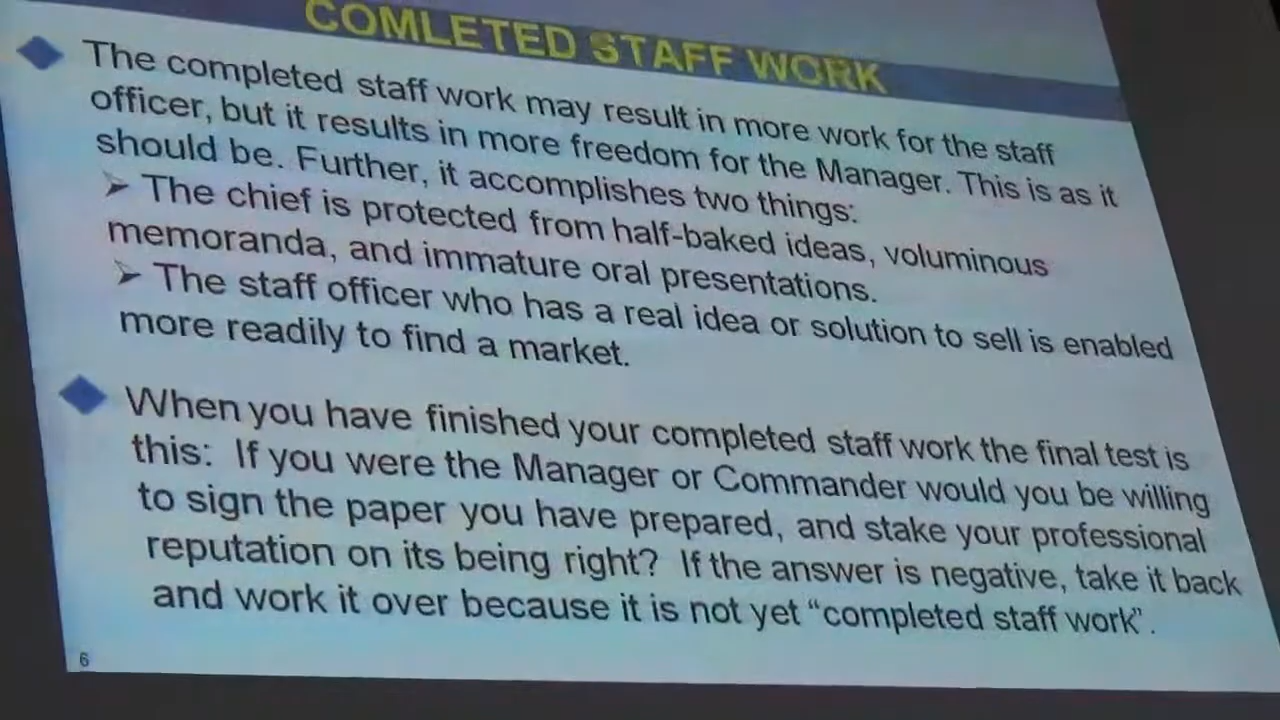 COMLETED STAFF WORK
The completed staff work may result in more work for the staff
officer, but it results in more freedom for the Manager. This is as it
should be. Further, it accomplishes two things:
The chief is protected from half-baked ideas, voluminous
memoranda, and immature oral presentations.
The staff officer who has a real idea or solution to sell is enabled
more readily to find a market.
When you have finished your completed staff work the final test is
this: If you were the Manager or Commander would you be willing
to sign the paper you have prepared, and stake your professional
reputation on its being right? If the answer is negative, take it back
and work it over because it is not yet “completed staff work”.
6